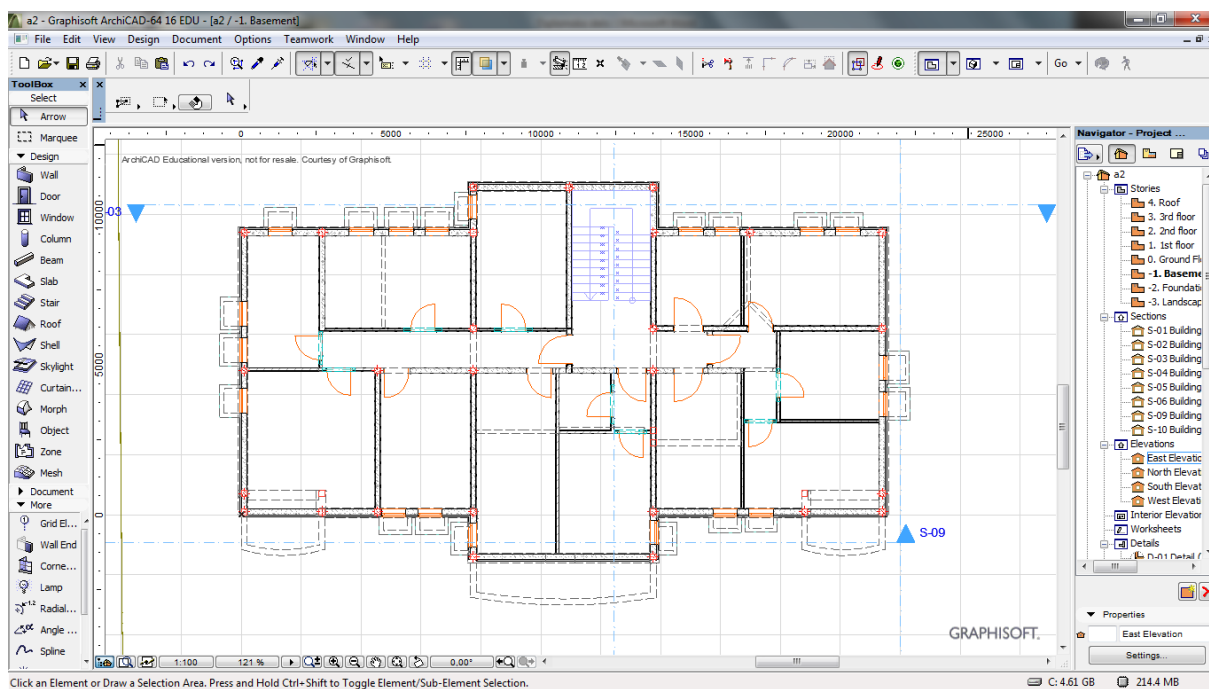 a2 - Graphisoft ArchiCAD-64 16 EDU - [a2 / -1. Basement]
File Edit View Design Document Options Teamwork Window Help
Go
ToolBox
Select
Arrow
Marquee
Design
Wall
Door
Window
Column
Beam
Slab
Stair
Roof
Shell
Skylight
Curtain...
Morph
Object
Zone
Mesh
Document
More
Grid El...
Wall End
Corne...
Lamp
Radial...
Angle ...
Spline
0 5000 10000 15000 20000 25000
ArchiCAD Educational version, not for resale. Courtesy of Graphisoft.
10000
5000
0
-03
S-09
GRAPHISOFT.
1:100 121 % 0,00°
Navigator - Project ...
a2
Stories
4. Roof
3. 3rd floor
2. 2nd floor
1. 1st floor
0. Ground Fl
-1. Baseme
-2. Foundati
-3. Landscap
Sections
S-01 Building
S-02 Building
S-03 Building
S-04 Building
S-05 Building
S-06 Building
S-09 Building
S-10 Building
Elevations
East Elevatic
North Elevat
South Elevat
West Elevati
Interior Elevation
Worksheets
Details
D-01 Detail (
Properties
East Elevation
Settings...
Click an Element or Draw a Selection Area. Press and Hold Ctrl+Shift to Toggle Element/Sub-Element Selection.
C: 4.61 GB 214.4 MB